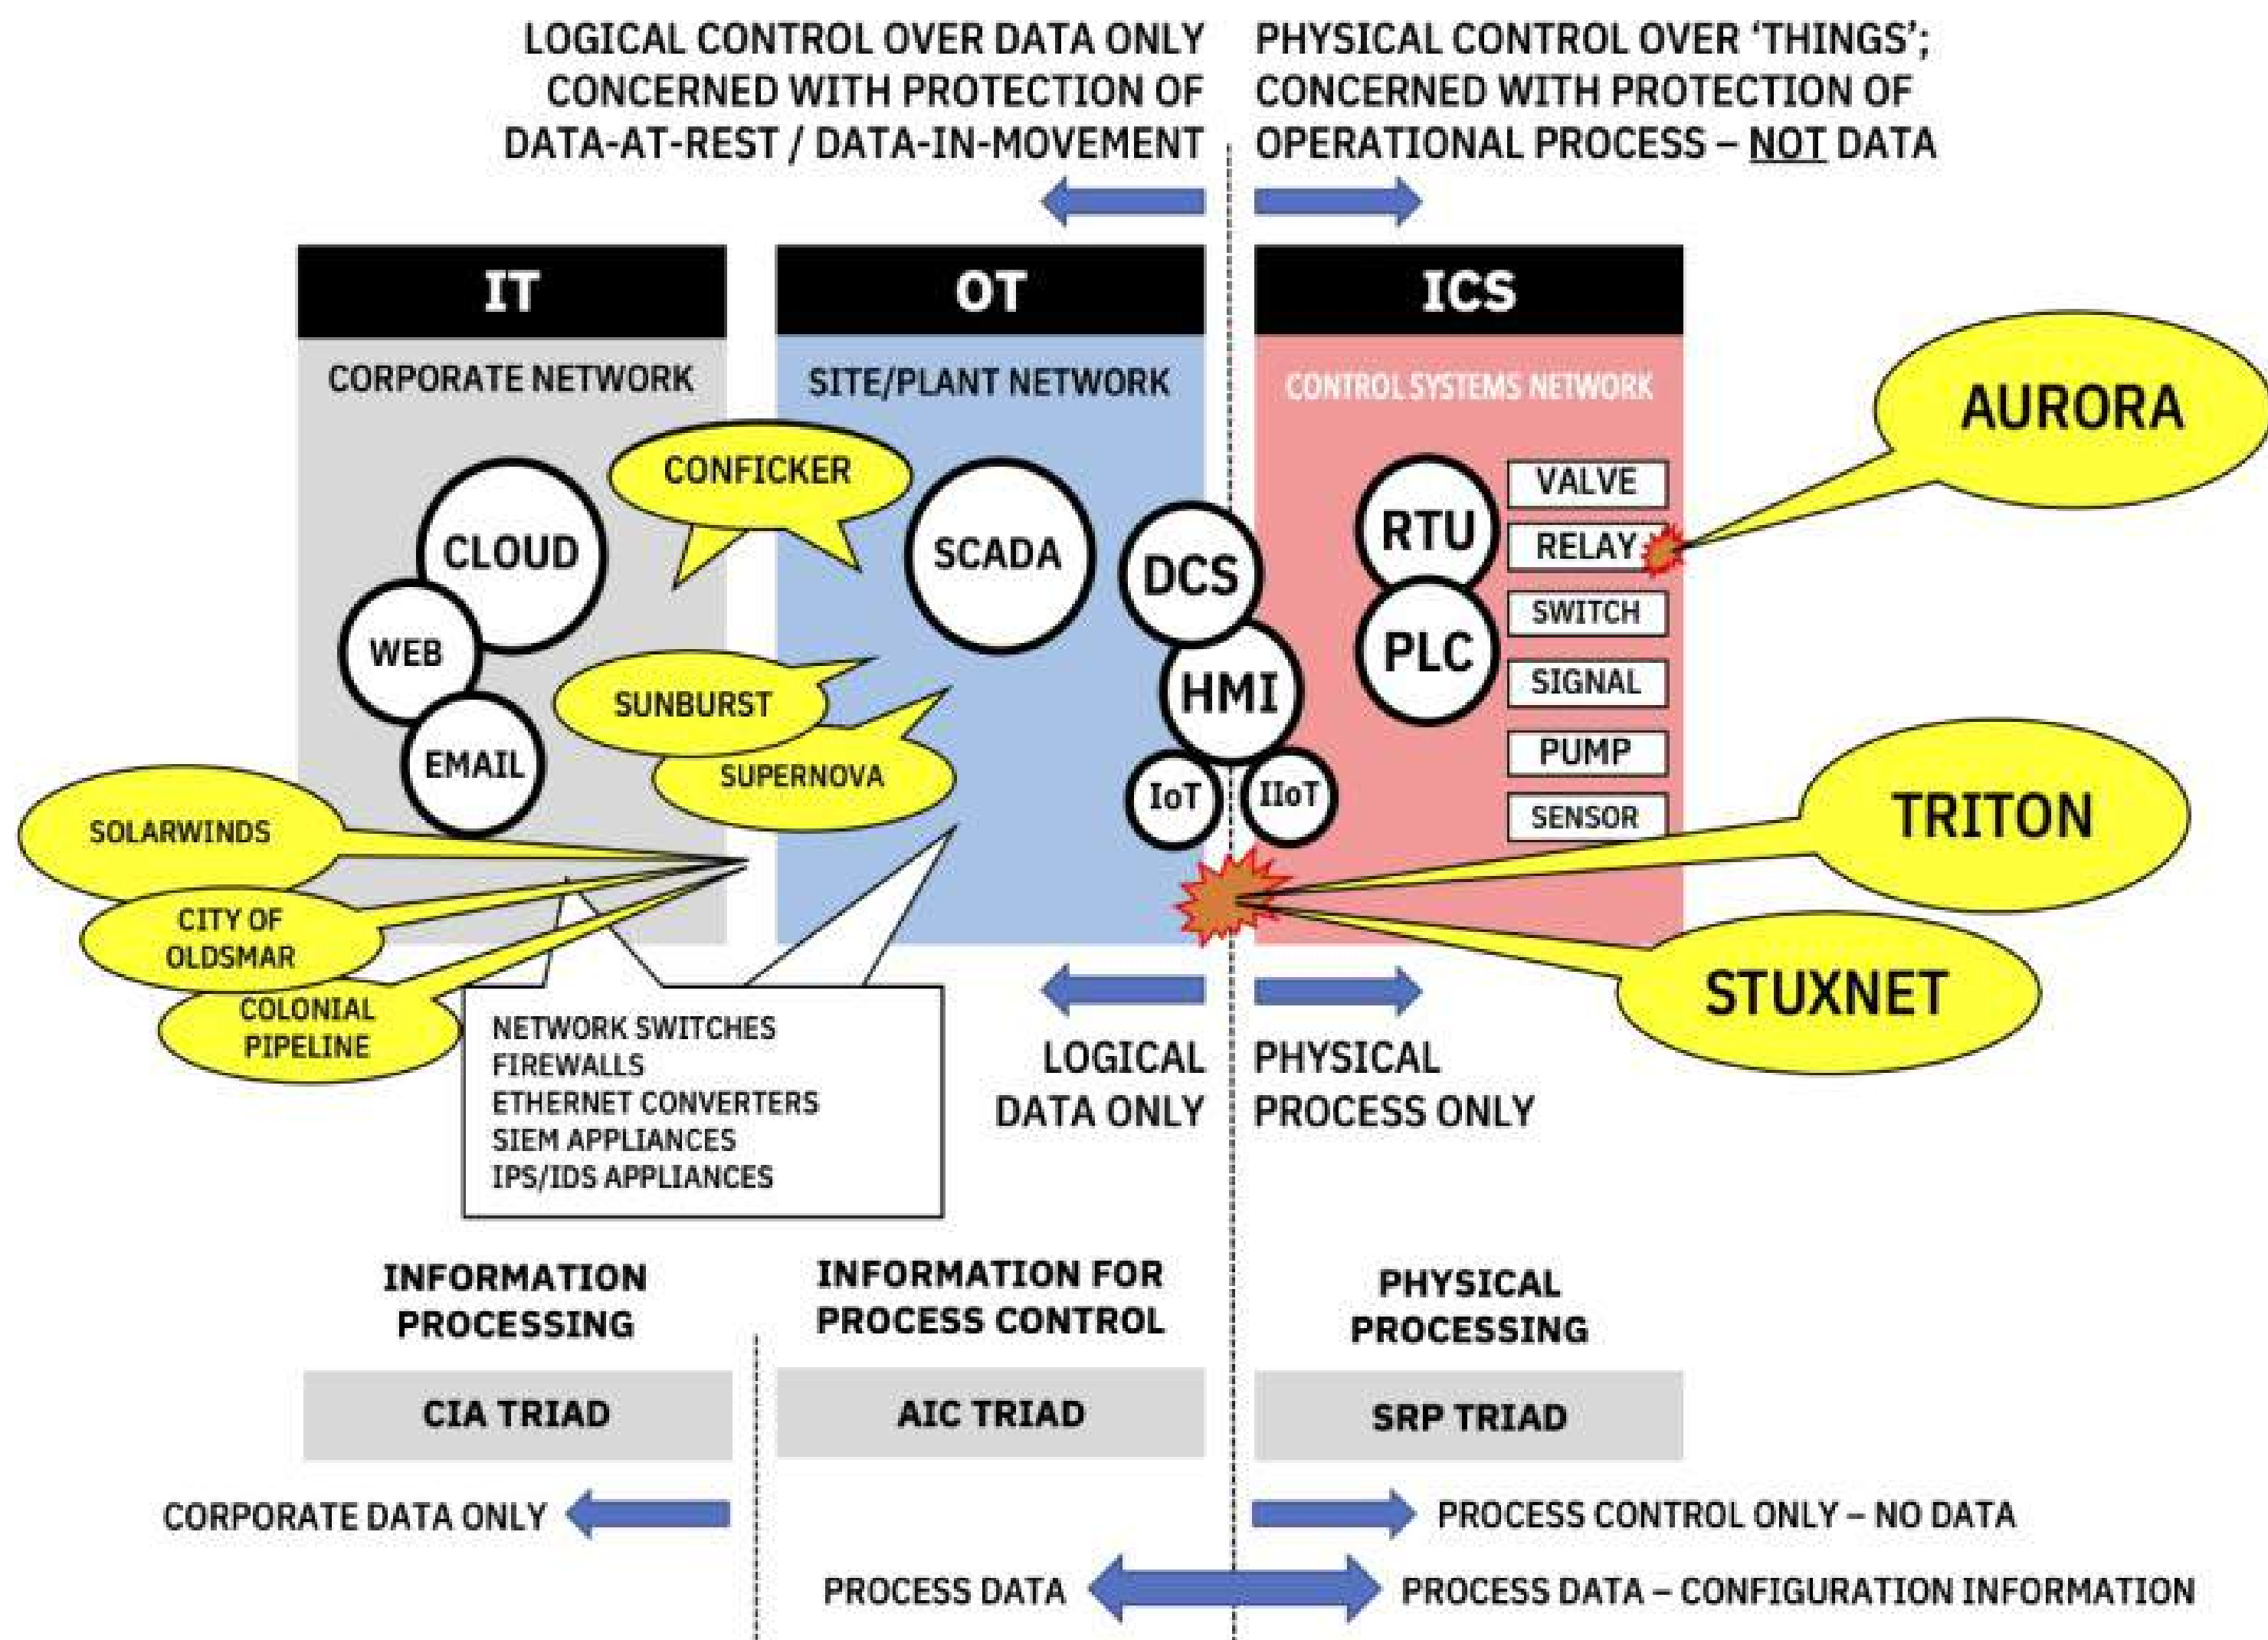 LOGICAL CONTROL OVER DATA ONLY
CONCERNED WITH PROTECTION OF
DATA-AT-REST / DATA-IN-MOVEMENT
PHYSICAL CONTROL OVER ‘THINGS’;
CONCERNED WITH PROTECTION OF
OPERATIONAL PROCESS – NOT DATA
IT
CORPORATE NETWORK
CLOUD
WEB
EMAIL
OT
SITE/PLANT NETWORK
SCADA
DCS
HMI
IoT
IIoT
ICS
CONTROL SYSTEMS NETWORK
RTU
PLC
VALVE
RELAY
SWITCH
SIGNAL
PUMP
SENSOR
CONFICKER
SUNBURST
SUPERNOVA
SOLARWINDS
CITY OF
OLDSMAR
COLONIAL
PIPELINE
AURORA
TRITON
STUXNET
NETWORK SWITCHES
FIREWALLS
ETHERNET CONVERTERS
SIEM APPLIANCES
IPS/IDS APPLIANCES
LOGICAL
DATA ONLY
PHYSICAL
PROCESS ONLY
INFORMATION
PROCESSING
INFORMATION FOR
PROCESS CONTROL
PHYSICAL
PROCESSING
CIA TRIAD
AIC TRIAD
SRP TRIAD
CORPORATE DATA ONLY
PROCESS CONTROL ONLY – NO DATA
PROCESS DATA
PROCESS DATA – CONFIGURATION INFORMATION